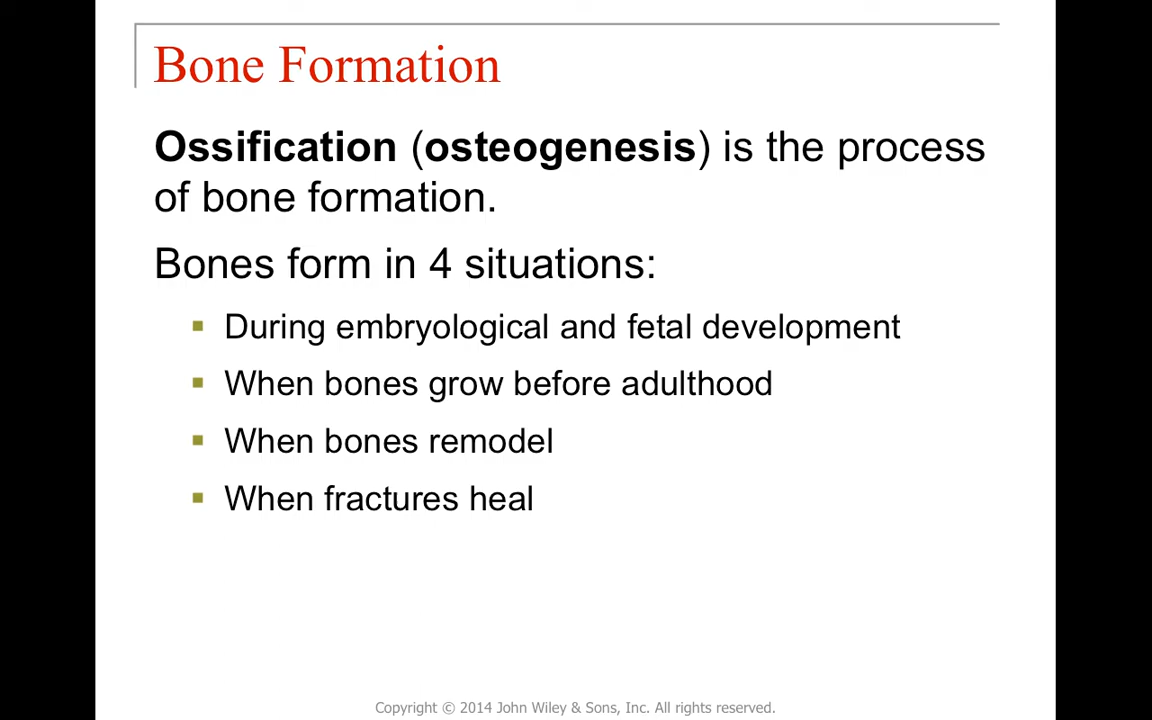 Bone Formation
Ossification (osteogenesis) is the process
of bone formation.
Bones form in 4 situations:
▪ During embryological and fetal development
▪ When bones grow before adulthood
▪ When bones remodel
▪ When fractures heal
Copyright © 2014 John Wiley & Sons, Inc. All rights reserved.